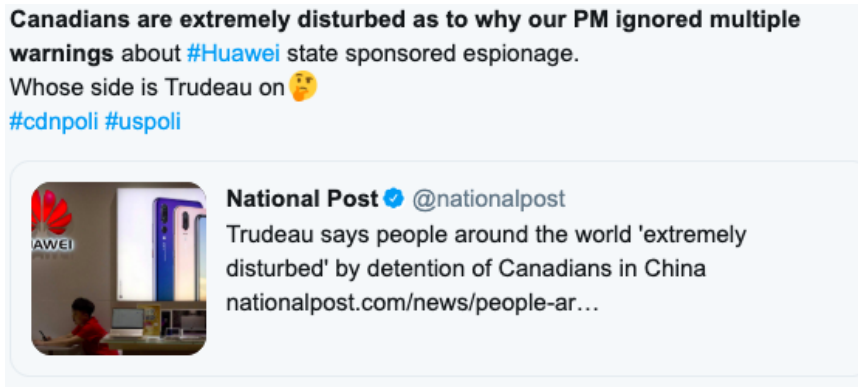 Canadians are extremely disturbed as to why our PM ignored multiple
warnings about #Huawei state sponsored espionage.
Whose side is Trudeau on🤔
#cdnpoli #uspoli
National Post @nationalpost
Trudeau says people around the world 'extremely
disturbed' by detention of Canadians in China
nationalpost.com/news/people-ar…
AWEI